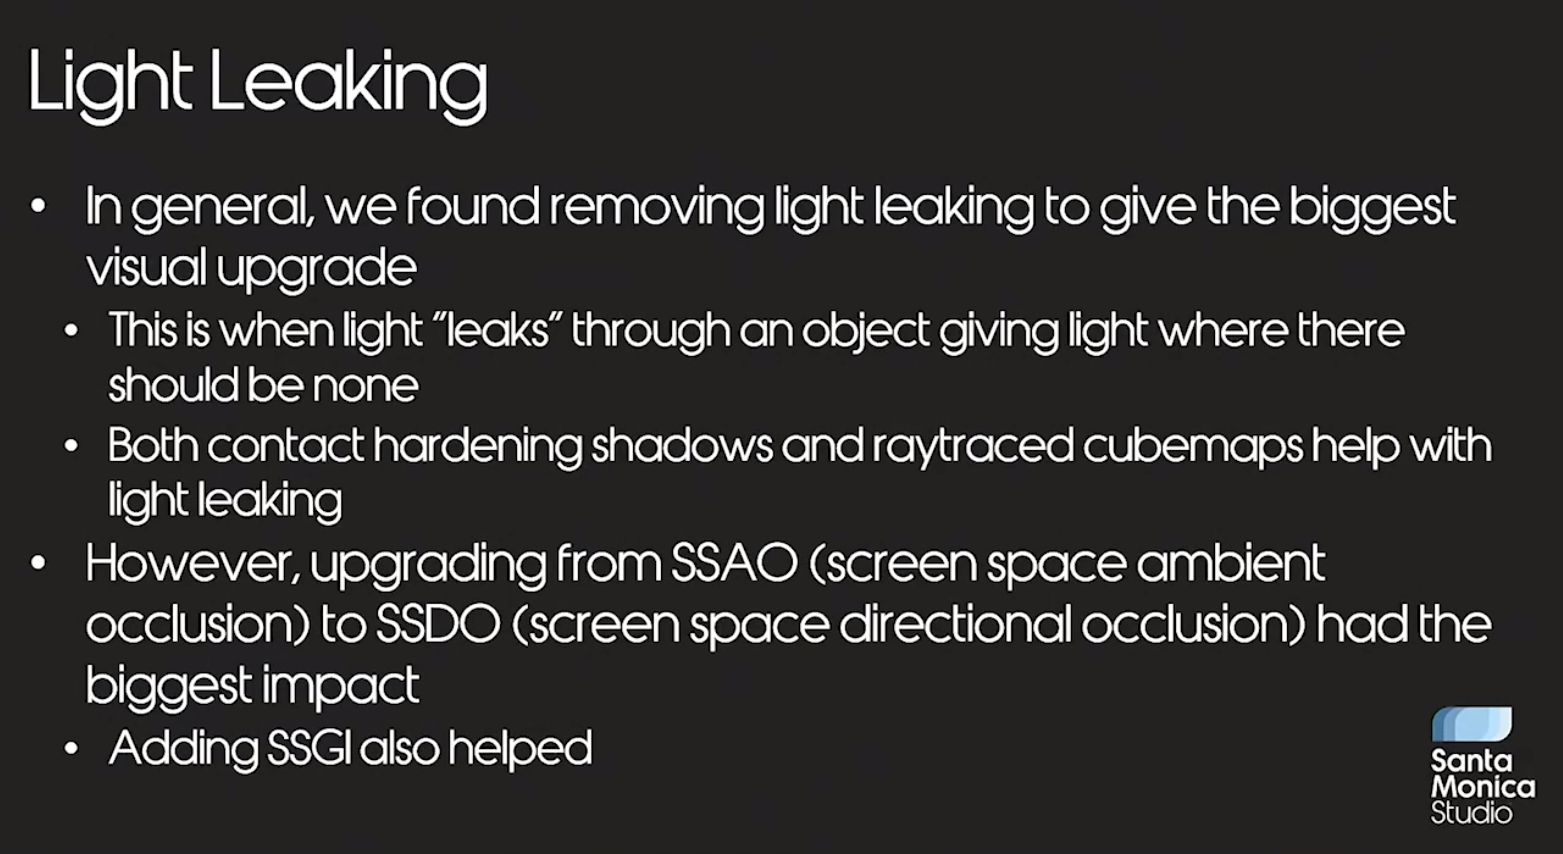 Light Leaking
• In general, we found removing light leaking to give the biggest
visual upgrade
• This is when light "leaks" through an object giving light where there
should be none
• Both contact hardening shadows and raytraced cubemaps help with
light leaking
• However, upgrading from SSAO (screen space ambient
occlusion) to SSDO (screen space directional occlusion) had the
biggest impact
• Adding SSGI also helped
Santa
Monica
Studio